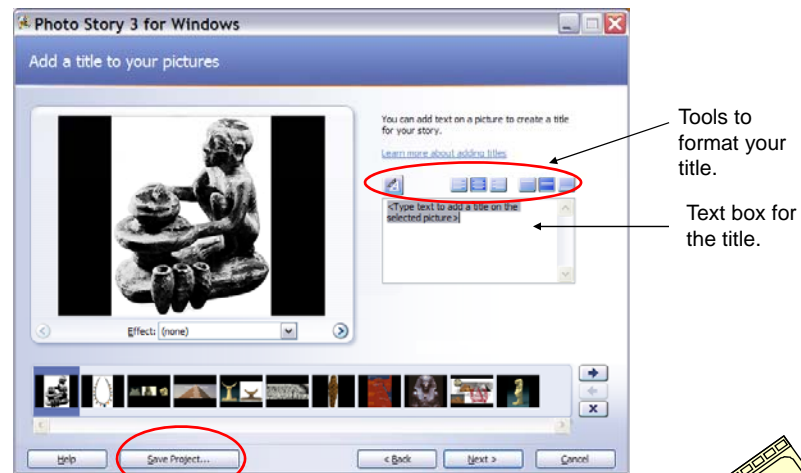 Photo Story 3 for Windows
Add a title to your pictures
You can add text on a picture to create a title
for your story.
Learn more about adding titles
<Type text to add a title on the
selected picture>
Effect: (none)
Help
Save Project...
< Back
Next >
Cancel
Tools to
format your
title.
Text box for
the title.